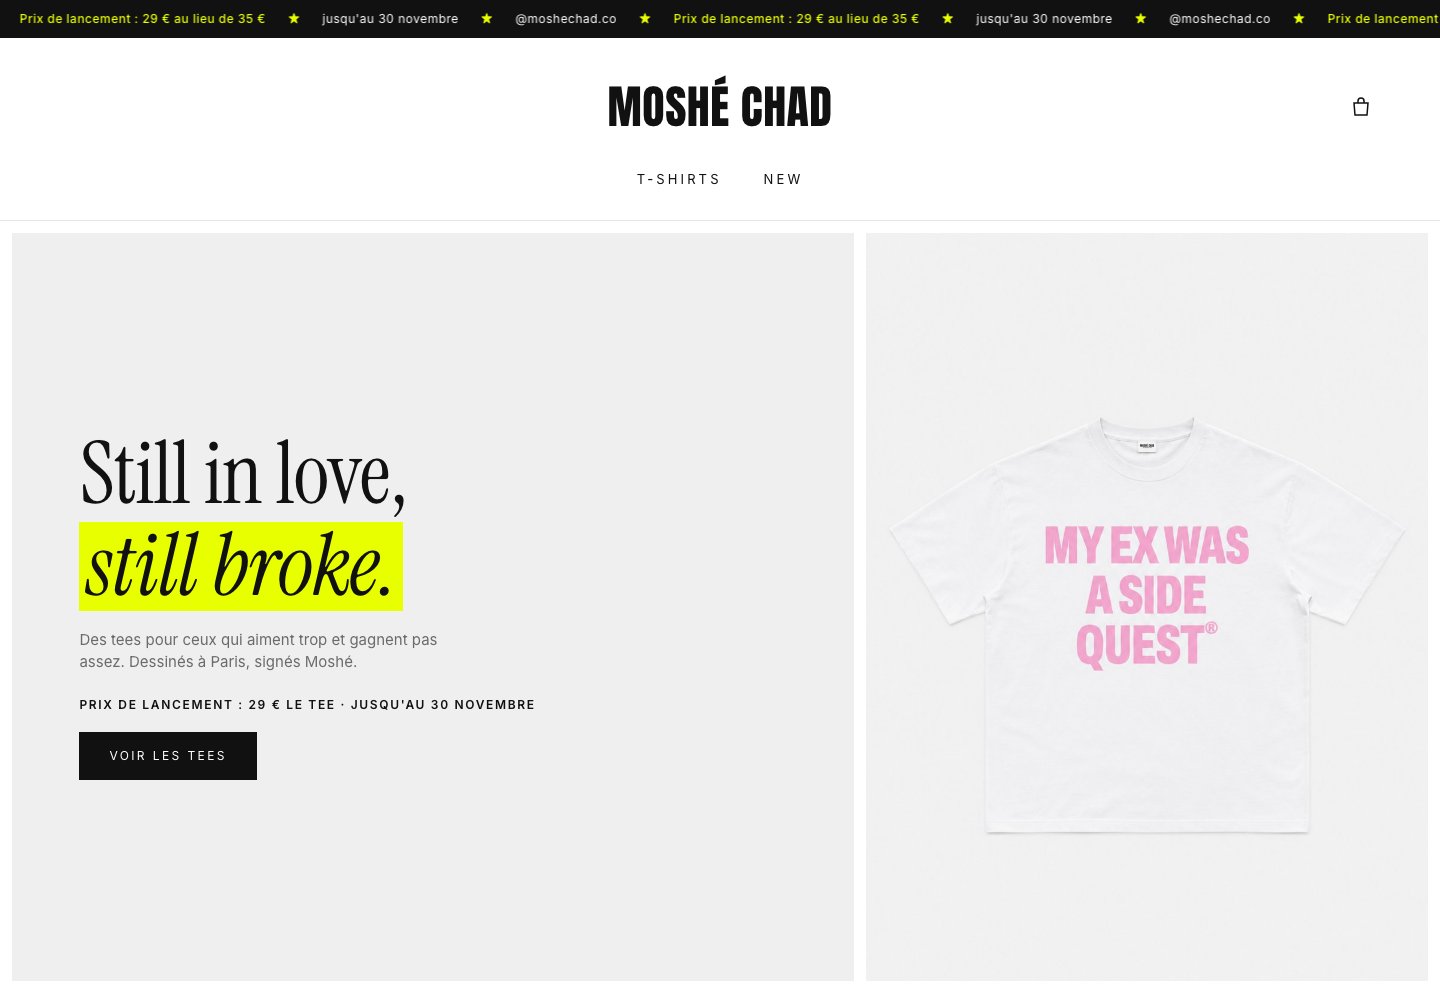 Prix de lancement : 29 € au lieu de 35 € ★ jusqu'au 30 novembre ★ @moshechad.co ★ Prix de lancement : 29 € au lieu de 35 € ★ jusqu'au 30 novembre ★ @moshechad.co ★ Prix de lancement
MOSHÉ CHAD
T-SHIRTS NEW
Still in love,
still broke.
Des tees pour ceux qui aiment trop et gagnent pas
assez. Dessinés à Paris, signés Moshé.
PRIX DE LANCEMENT : 29 € LE TEE · JUSQU'AU 30 NOVEMBRE
VOIR LES TEES
MOSHÉ CHAD
MY EX WAS
A SIDE
QUEST®